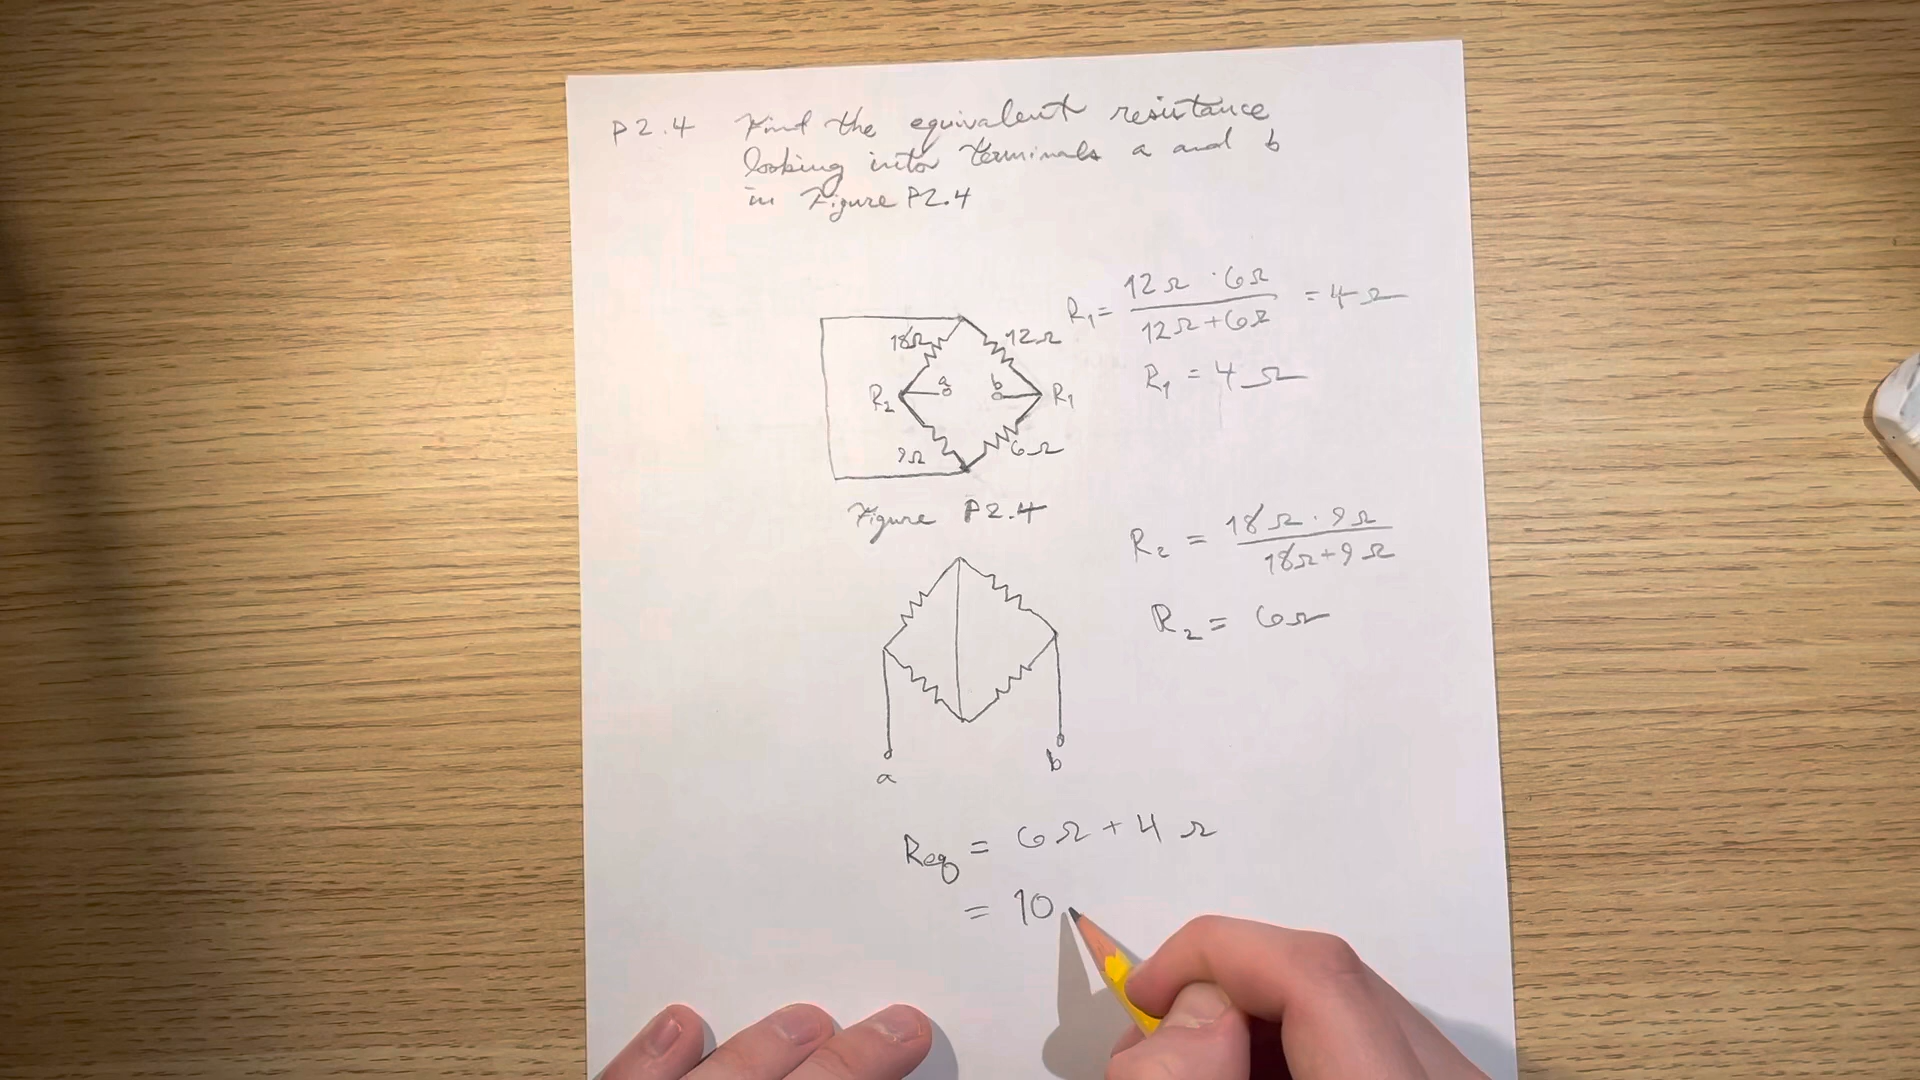 P2.4 Find the equivalent resistance
looking into terminals a and b
in Figure P2.4
18Ω
12Ω
a
b
R₂
R₁
9Ω
6Ω
Figure P2.4
R₁ = 12Ω · 6Ω / 12Ω + 6Ω = 4Ω
R₁ = 4Ω
R₂ = 18Ω · 9Ω / 18Ω + 9Ω
R₂ = 6Ω
a
b
Req = 6Ω + 4Ω
= 10